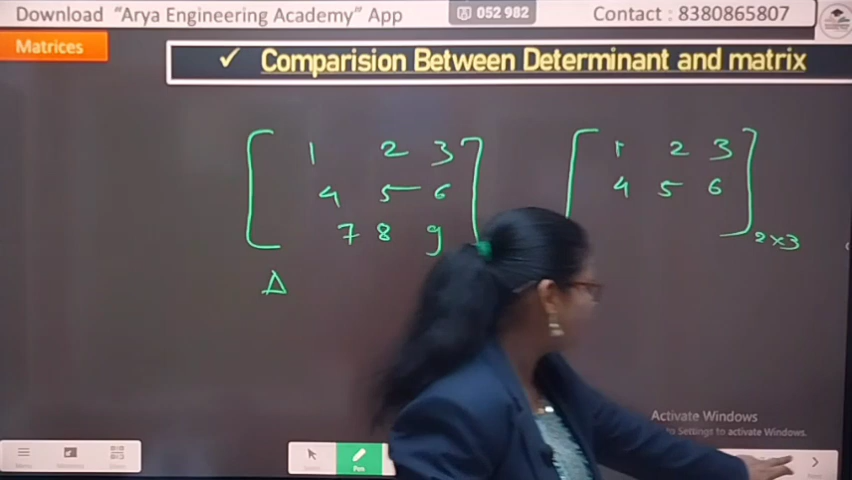 Download “Arya Engineering Academy” App
052 982
Contact : 8380865807
Matrices
✓ Comparision Between Determinant and matrix
1 2 3
4 5 6
7 8 9
Δ
1 2 3
4 5 6
2×3
Activate Windows
to Settings to activate Windows.
Pen